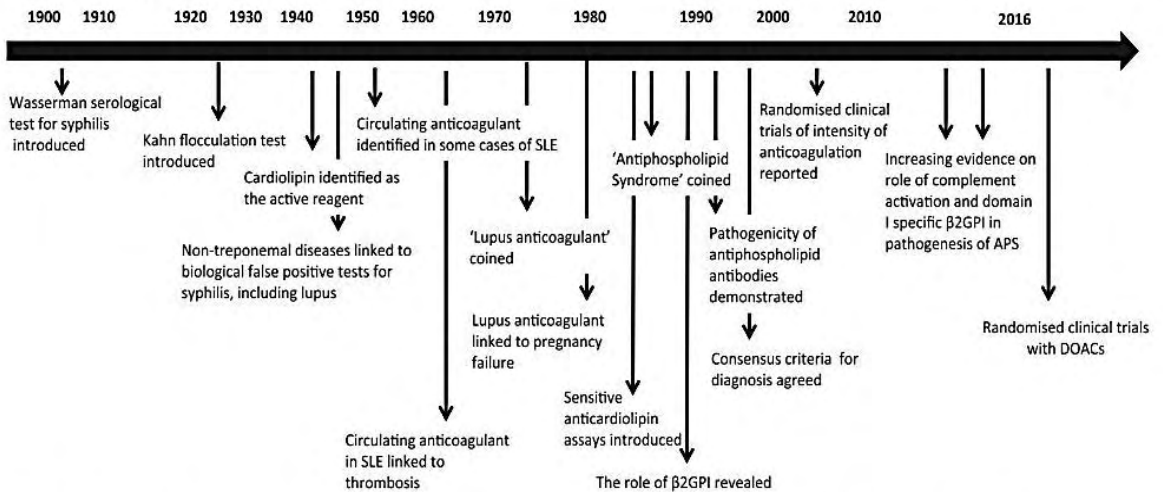 1900 1910 1920 1930 1940 1950 1960 1970 1980 1990 2000 2010 2016
Wasserman serological
test for syphilis
introduced
Kahn flocculation test
introduced
Cardiolipin identified as
the active reagent
Non-treponemal diseases linked to
biological false positive tests for
syphilis, including lupus
Circulating anticoagulant
identified in some cases of SLE
Circulating anticoagulant
in SLE linked to
thrombosis
'Lupus anticoagulant'
coined
Lupus anticoagulant
linked to pregnancy
failure
Sensitive
anticardiolipin
assays introduced
'Antiphospholipid
Syndrome' coined
The role of β2GPI revealed
Pathogenicity of
antiphospholipid
antibodies
demonstrated
Consensus criteria for
diagnosis agreed
Randomised clinical
trials of intensity of
anticoagulation
reported
Increasing evidence on
role of complement
activation and domain
I specific β2GPI in
pathogenesis of APS
Randomised clinical trials
with DOACs